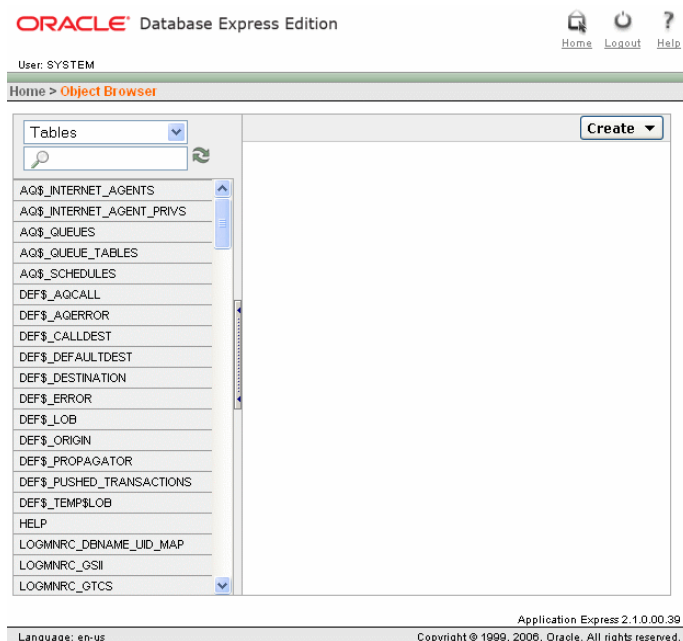 ORACLE Database Express Edition
Home Logout Help
User: SYSTEM
Home > Object Browser
Tables
Create
AQ$_INTERNET_AGENTS
AQ$_INTERNET_AGENT_PRIVS
AQ$_QUEUES
AQ$_QUEUE_TABLES
AQ$_SCHEDULES
DEF$_AQCALL
DEF$_AQERROR
DEF$_CALLDEST
DEF$_DEFAULTDEST
DEF$_DESTINATION
DEF$_ERROR
DEF$_LOB
DEF$_ORIGIN
DEF$_PROPAGATOR
DEF$_PUSHED_TRANSACTIONS
DEF$_TEMP$LOB
HELP
LOGMNRC_DBNAME_UID_MAP
LOGMNRC_GSII
LOGMNRC_GTCS
Application Express 2.1.0.00.39
Language: en-us
Copyright © 1999, 2006, Oracle. All rights reserved.